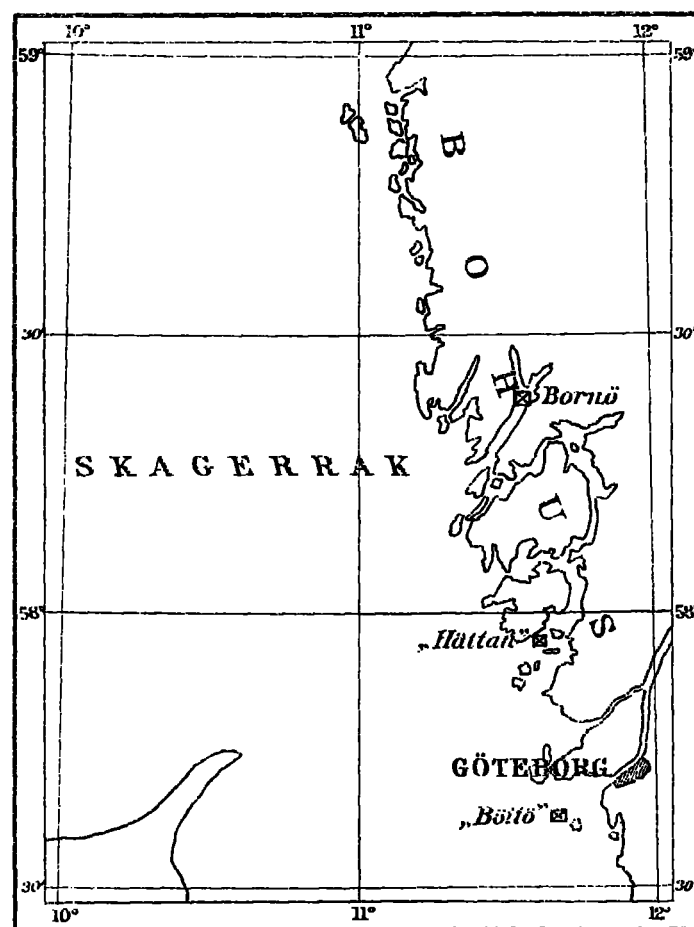 10° 11° 12°
59° 59°
B
O
30' 30'
H
Bornö
SKAGERRAK
U
58° 58°
S
„Hättan”
GÖTEBORG
„Böttö”
30' 30'
10° 11° 12°